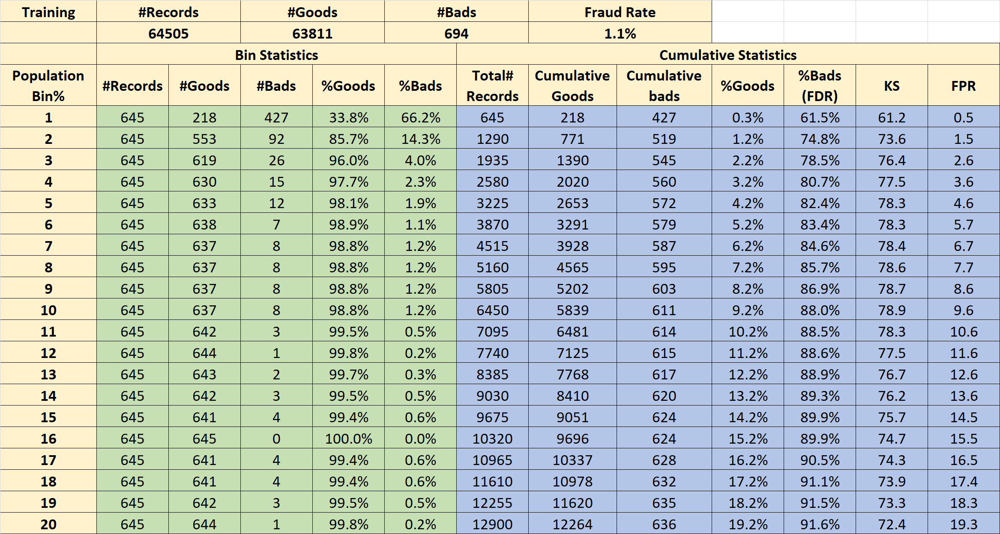 Training #Records #Goods #Bads Fraud Rate
64505 63811 694 1.1%
Bin Statistics Cumulative Statistics
Population Bin% #Records #Goods #Bads %Goods %Bads Total# Records Cumulative Goods Cumulative bads %Goods %Bads (FDR) KS FPR
1 645 218 427 33.8% 66.2% 645 218 427 0.3% 61.5% 61.2 0.5
2 645 553 92 85.7% 14.3% 1290 771 519 1.2% 74.8% 73.6 1.5
3 645 619 26 96.0% 4.0% 1935 1390 545 2.2% 78.5% 76.4 2.6
4 645 630 15 97.7% 2.3% 2580 2020 560 3.2% 80.7% 77.5 3.6
5 645 633 12 98.1% 1.9% 3225 2653 572 4.2% 82.4% 78.3 4.6
6 645 638 7 98.9% 1.1% 3870 3291 579 5.2% 83.4% 78.3 5.7
7 645 637 8 98.8% 1.2% 4515 3928 587 6.2% 84.6% 78.4 6.7
8 645 637 8 98.8% 1.2% 5160 4565 595 7.2% 85.7% 78.6 7.7
9 645 637 8 98.8% 1.2% 5805 5202 603 8.2% 86.9% 78.7 8.6
10 645 637 8 98.8% 1.2% 6450 5839 611 9.2% 88.0% 78.9 9.6
11 645 642 3 99.5% 0.5% 7095 6481 614 10.2% 88.5% 78.3 10.6
12 645 644 1 99.8% 0.2% 7740 7125 615 11.2% 88.6% 77.5 11.6
13 645 643 2 99.7% 0.3% 8385 7768 617 12.2% 88.9% 76.7 12.6
14 645 642 3 99.5% 0.5% 9030 8410 620 13.2% 89.3% 76.2 13.6
15 645 641 4 99.4% 0.6% 9675 9051 624 14.2% 89.9% 75.7 14.5
16 645 645 0 100.0% 0.0% 10320 9696 624 15.2% 89.9% 74.7 15.5
17 645 641 4 99.4% 0.6% 10965 10337 628 16.2% 90.5% 74.3 16.5
18 645 641 4 99.4% 0.6% 11610 10978 632 17.2% 91.1% 73.9 17.4
19 645 642 3 99.5% 0.5% 12255 11620 635 18.2% 91.5% 73.3 18.3
20 645 644 1 99.8% 0.2% 12900 12264 636 19.2% 91.6% 72.4 19.3